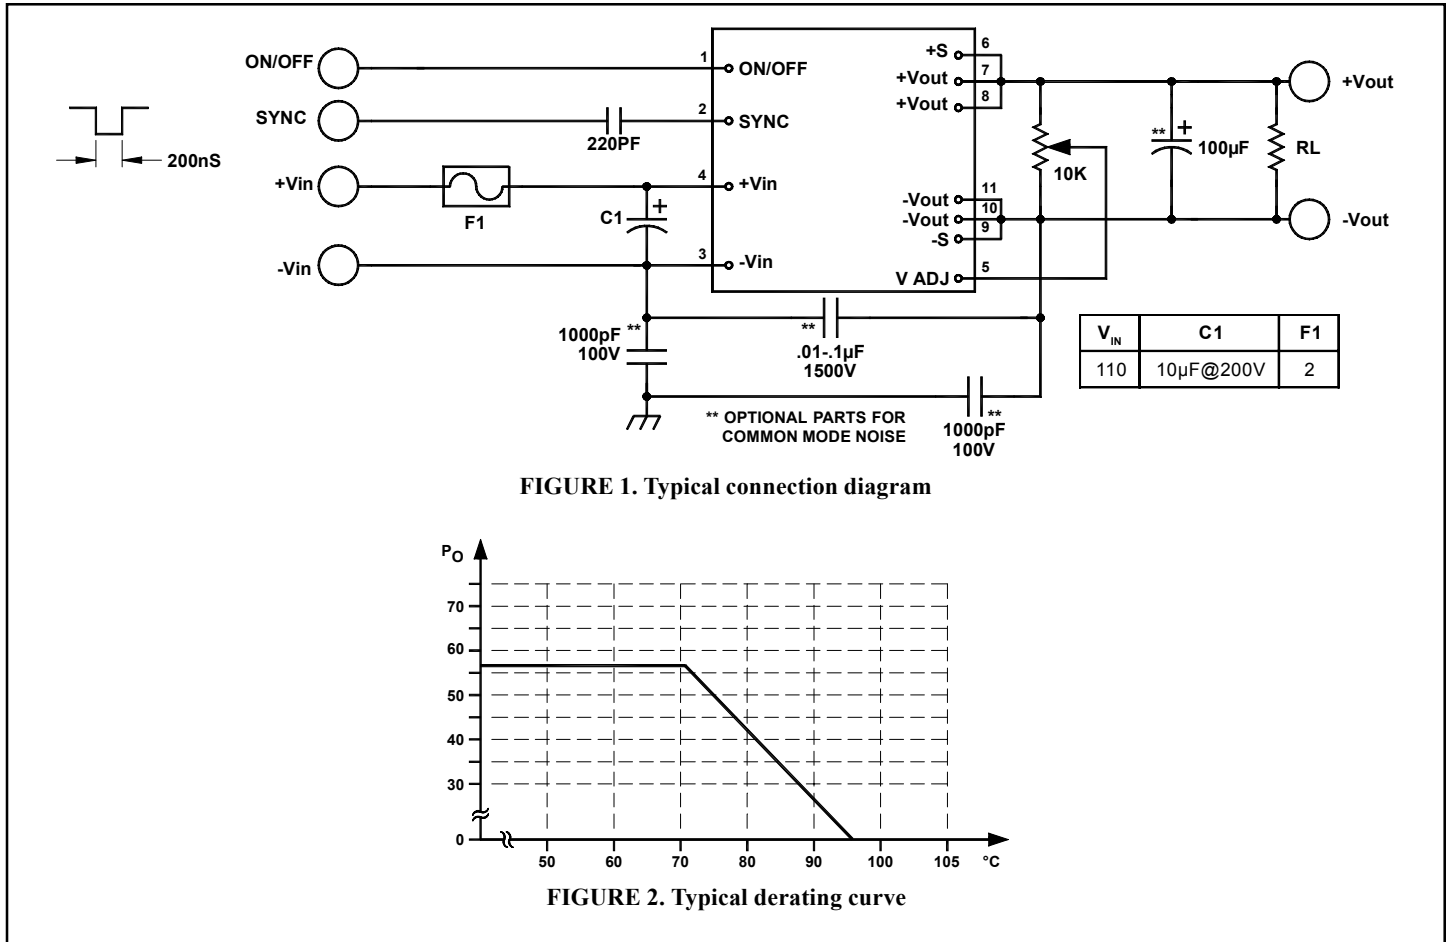 ON/OFF
1
ON/OFF
SYNC
2
SYNC
220PF
200nS
+Vin
4
+Vin
F1
C1
+
-Vin
3
-Vin
+S
6
+Vout
7
+Vout
8
+Vout
10K
**
+
100µF
RL
-Vout
11
-Vout
10
-S
9
-Vout
V ADJ
5
1000pF **
100V
**
.01-.1µF
1500V
** OPTIONAL PARTS FOR
COMMON MODE NOISE
**
1000pF
100V
VIN C1 F1
110 10µF@200V 2
FIGURE 1. Typical connection diagram
PO
70
60
50
40
30
0
50 60 70 80 90 100 105 °C
FIGURE 2. Typical derating curve